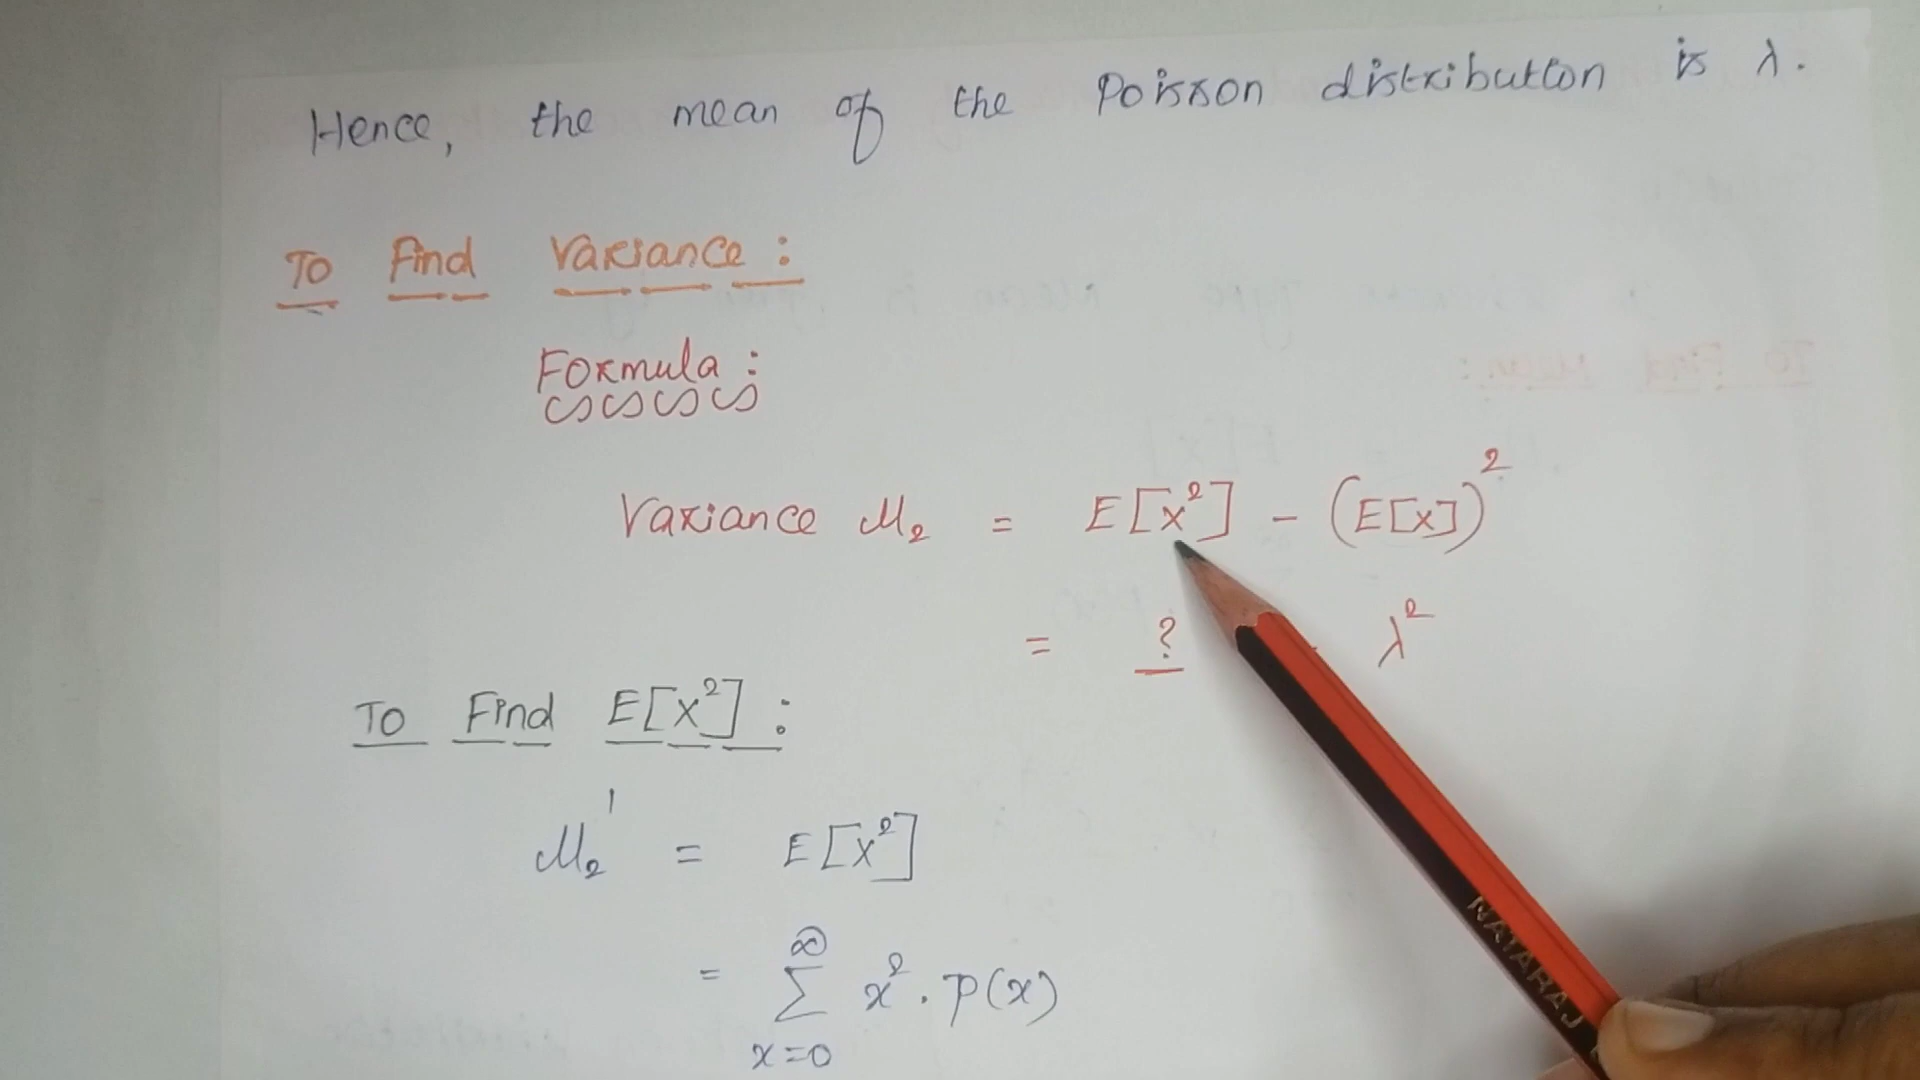 Hence, the mean of the Poisson distribution is λ.
To Find Variance:
Formula:
Variance μ₂ = E[x²] - (E[x])²
= ? λ²
To Find E[x²]:
μ₂' = E[x²]
= ∑ x=0 ∞ x². P(x)
NATARAJ